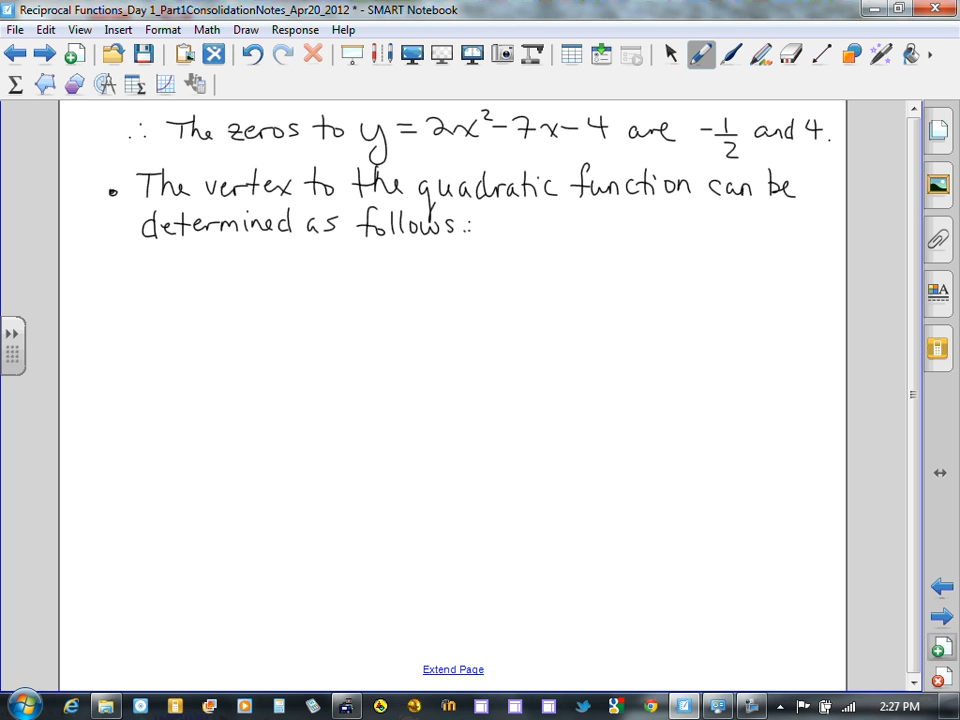 Reciprocal Functions_Day 1_Part1ConsolidationNotes_Apr20_2012 * - SMART Notebook
File Edit View Insert Format Math Draw Response Help
∴ The zeros to y = 2x² - 7x - 4 are -1/2 and 4.
• The vertex to the quadratic function can be
determined as follows:
Extend Page
2:27 PM